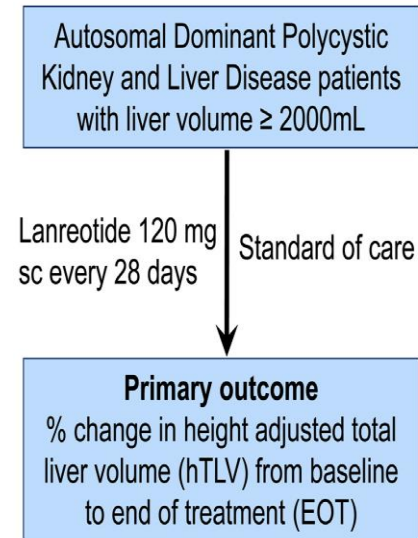 Autosomal Dominant Polycystic
Kidney and Liver Disease patients
with liver volume ≥ 2000mL
Lanreotide 120 mg
sc every 28 days
Standard of care
Primary outcome
% change in height adjusted total
liver volume (hTLV) from baseline
to end of treatment (EOT)